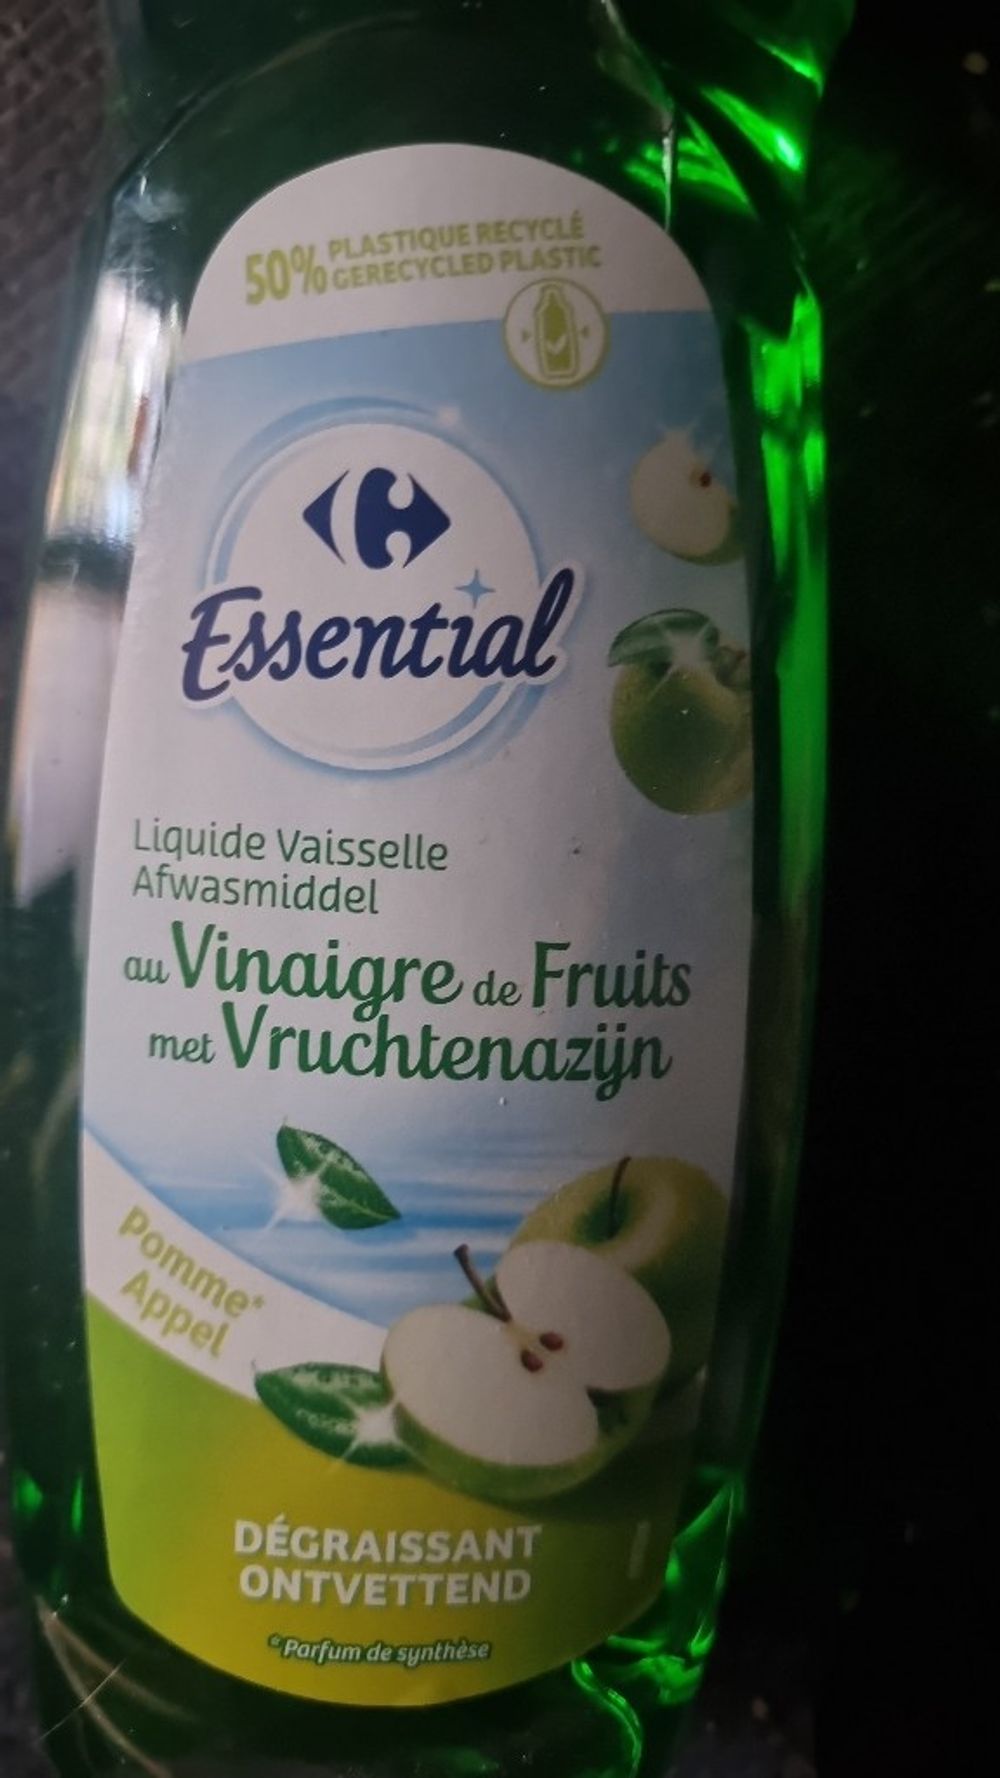 50% PLASTIQUE RECYCLÉ
GERECYCLED PLASTIC
Essential
Liquide Vaisselle
Afwasmiddel
au Vinaigre de Fruits
met Vruchtenazijn
Pomme*
Appel
DÉGRAISSANT
ONTVETTEND
*Parfum de synthèse